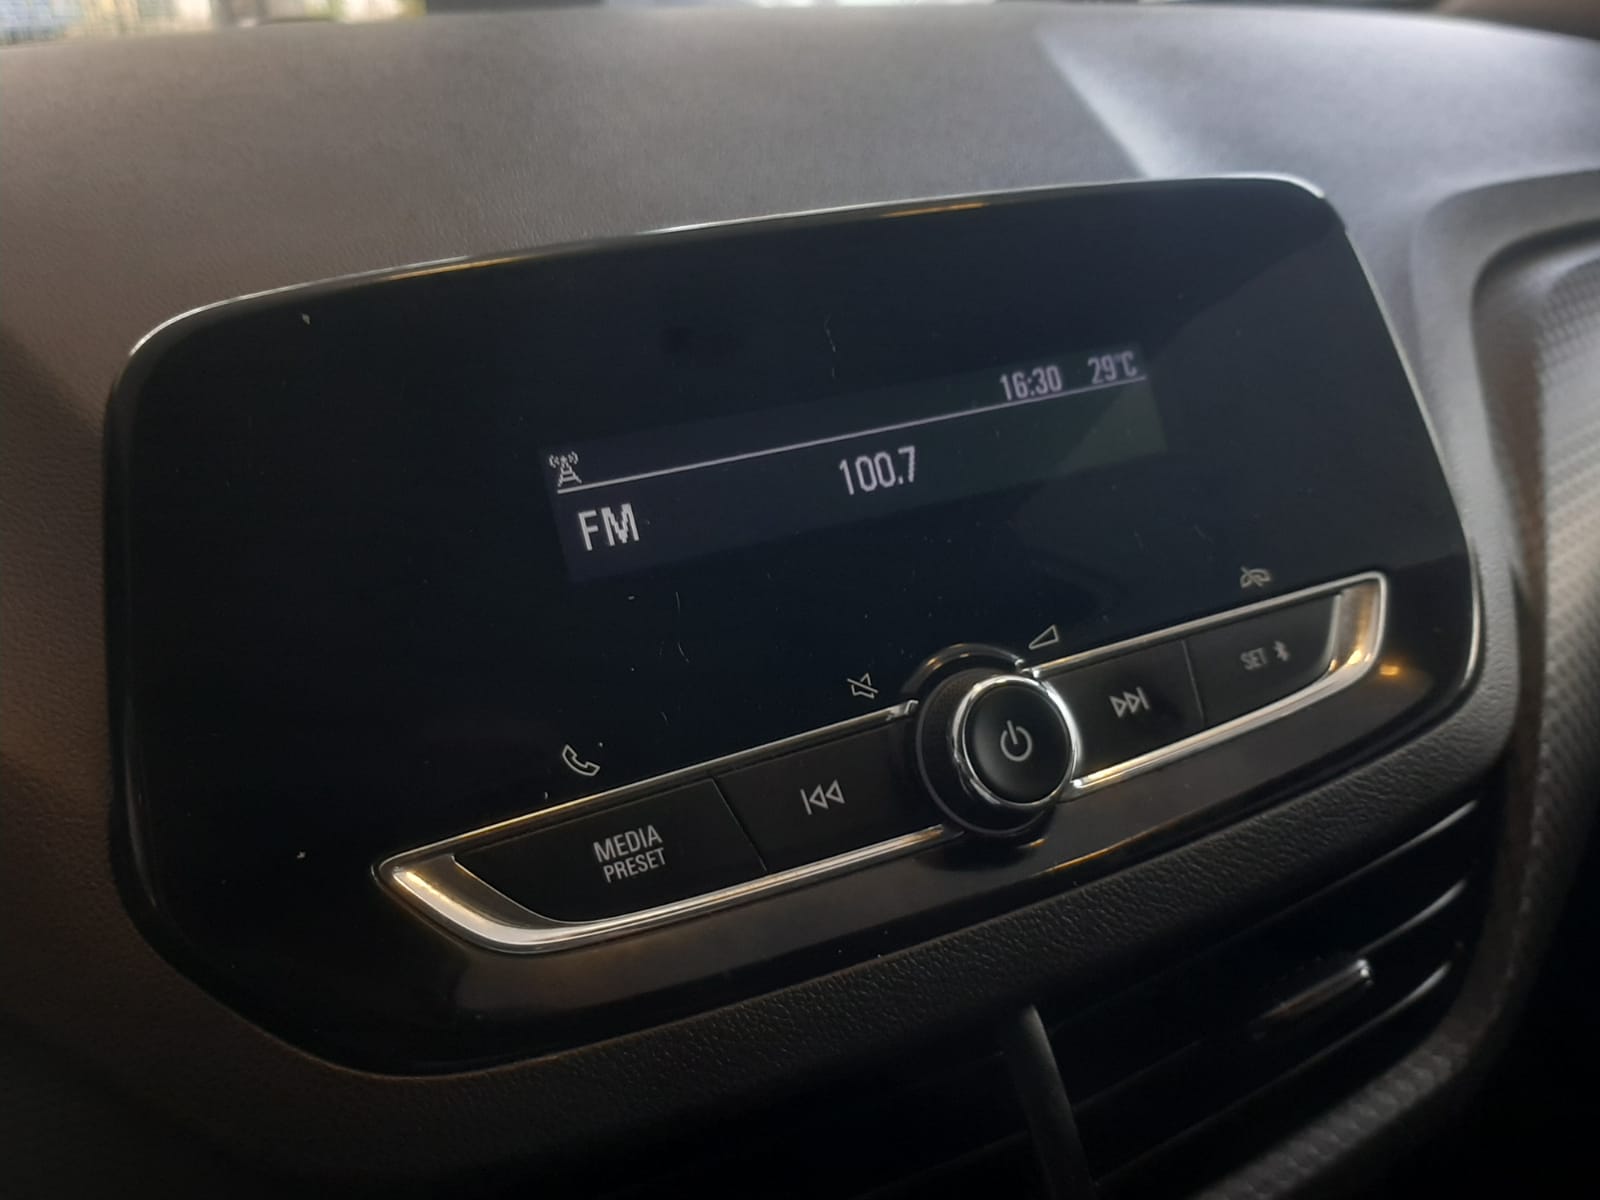 16:30 29°C
100.7
FM
MEDIA
PRESET
SET